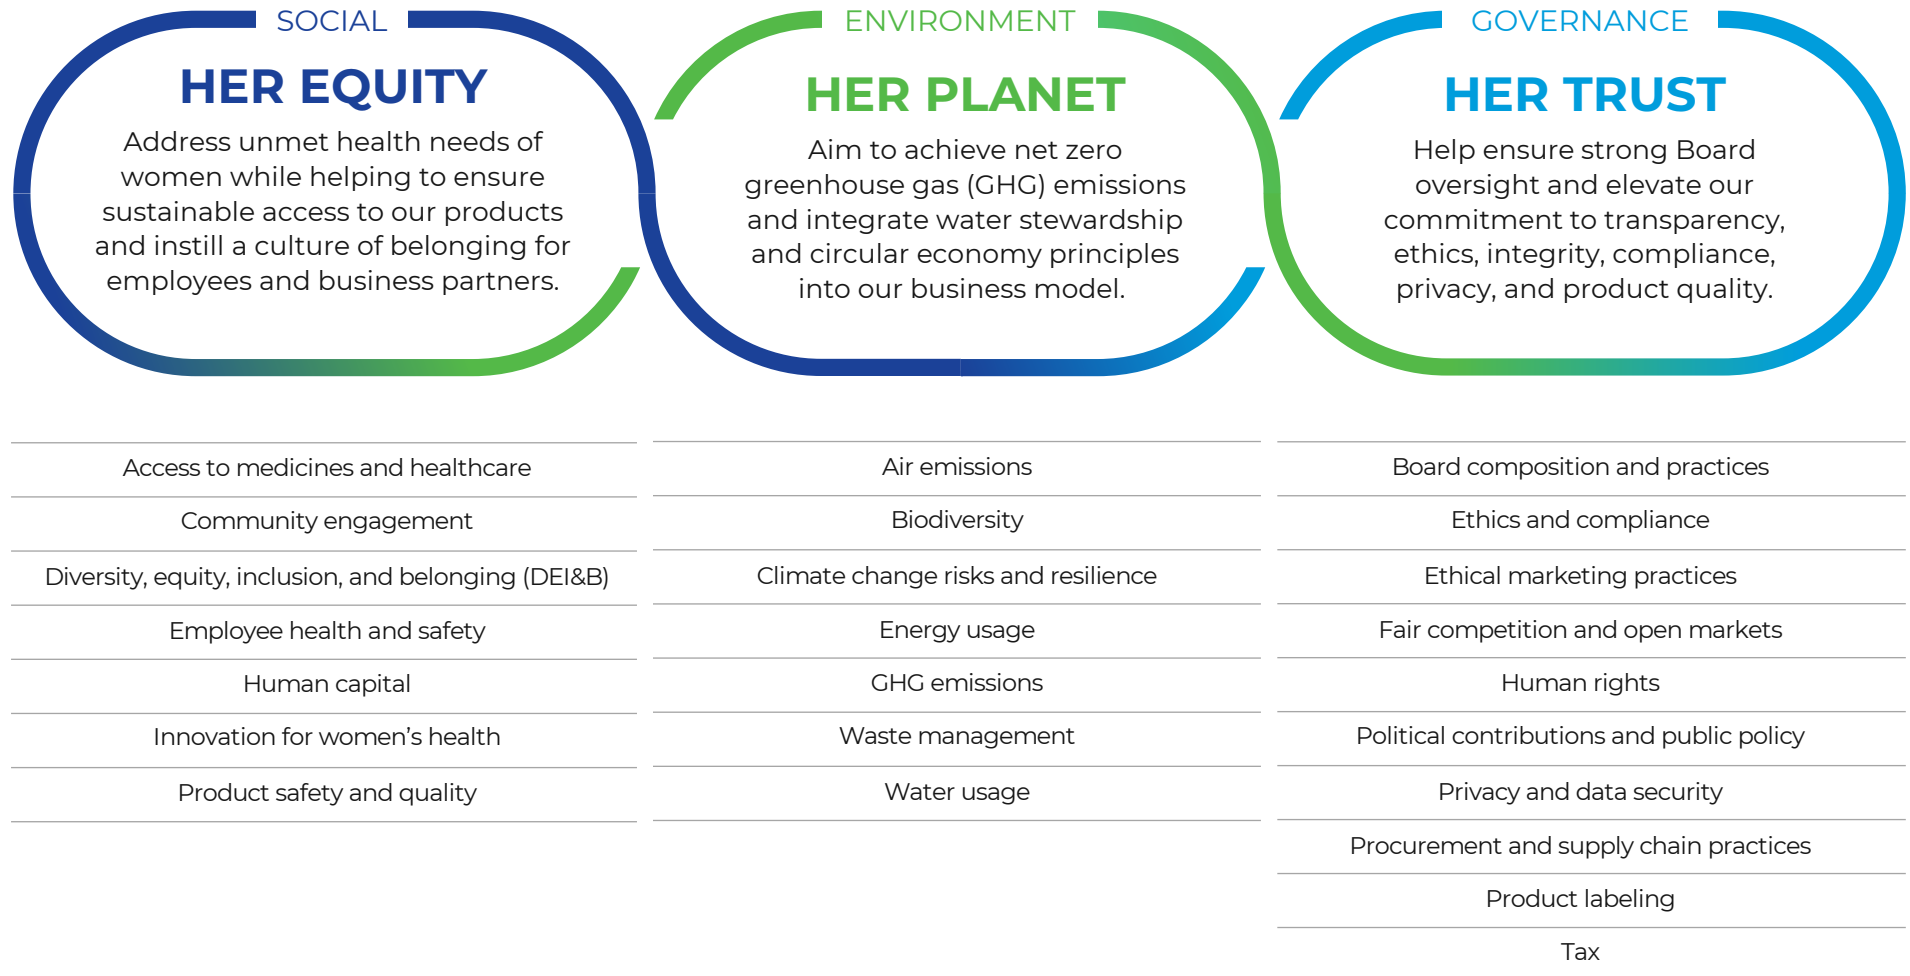 SOCIAL
HER EQUITY
Address unmet health needs of
women while helping to ensure
sustainable access to our products
and instill a culture of belonging for
employees and business partners.
ENVIRONMENT
HER PLANET
Aim to achieve net zero
greenhouse gas (GHG) emissions
and integrate water stewardship
and circular economy principles
into our business model.
GOVERNANCE
HER TRUST
Help ensure strong Board
oversight and elevate our
commitment to transparency,
ethics, integrity, compliance,
privacy, and product quality.
Access to medicines and healthcare
Community engagement
Diversity, equity, inclusion, and belonging (DEI&B)
Employee health and safety
Human capital
Innovation for women’s health
Product safety and quality
Air emissions
Biodiversity
Climate change risks and resilience
Energy usage
GHG emissions
Waste management
Water usage
Board composition and practices
Ethics and compliance
Ethical marketing practices
Fair competition and open markets
Human rights
Political contributions and public policy
Privacy and data security
Procurement and supply chain practices
Product labeling
Tax